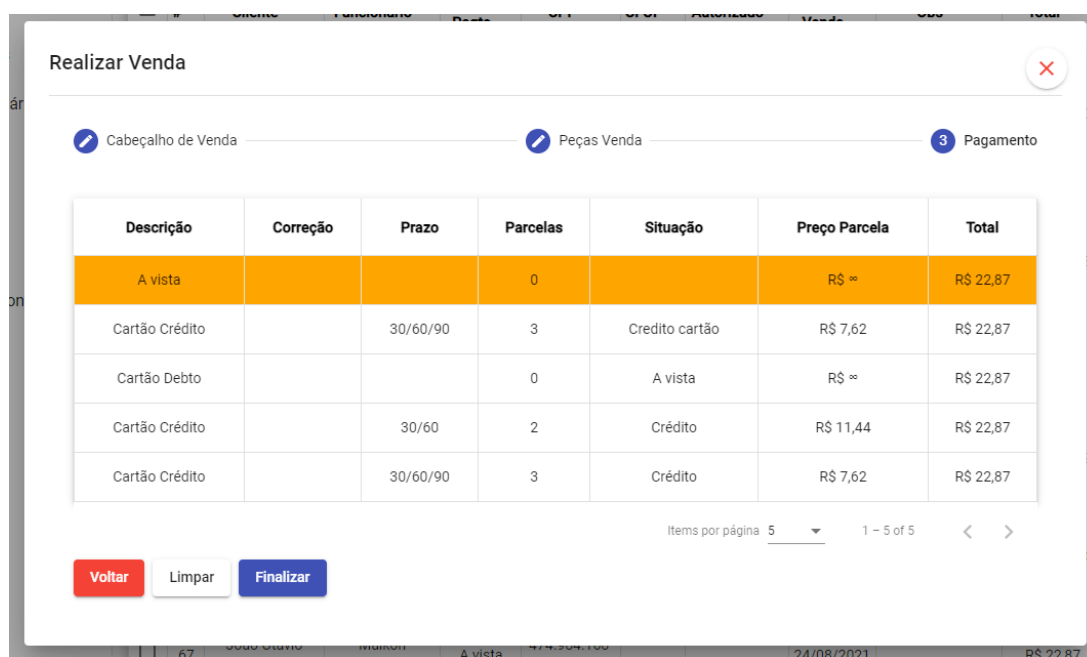 Realizar Venda
Cabeçalho de Venda
Peças Venda
3 Pagamento
Descrição Correção Prazo Parcelas Situação Preço Parcela Total
A vista 0 R$ ∞ R$ 22,87
Cartão Crédito 30/60/90 3 Credito cartão R$ 7,62 R$ 22,87
Cartão Debto 0 A vista R$ ∞ R$ 22,87
Cartão Crédito 30/60 2 Crédito R$ 11,44 R$ 22,87
Cartão Crédito 30/60/90 3 Crédito R$ 7,62 R$ 22,87
Items por página 5 1 – 5 of 5
Voltar Limpar Finalizar
67 A vista 24/08/2021 R$ 22,87